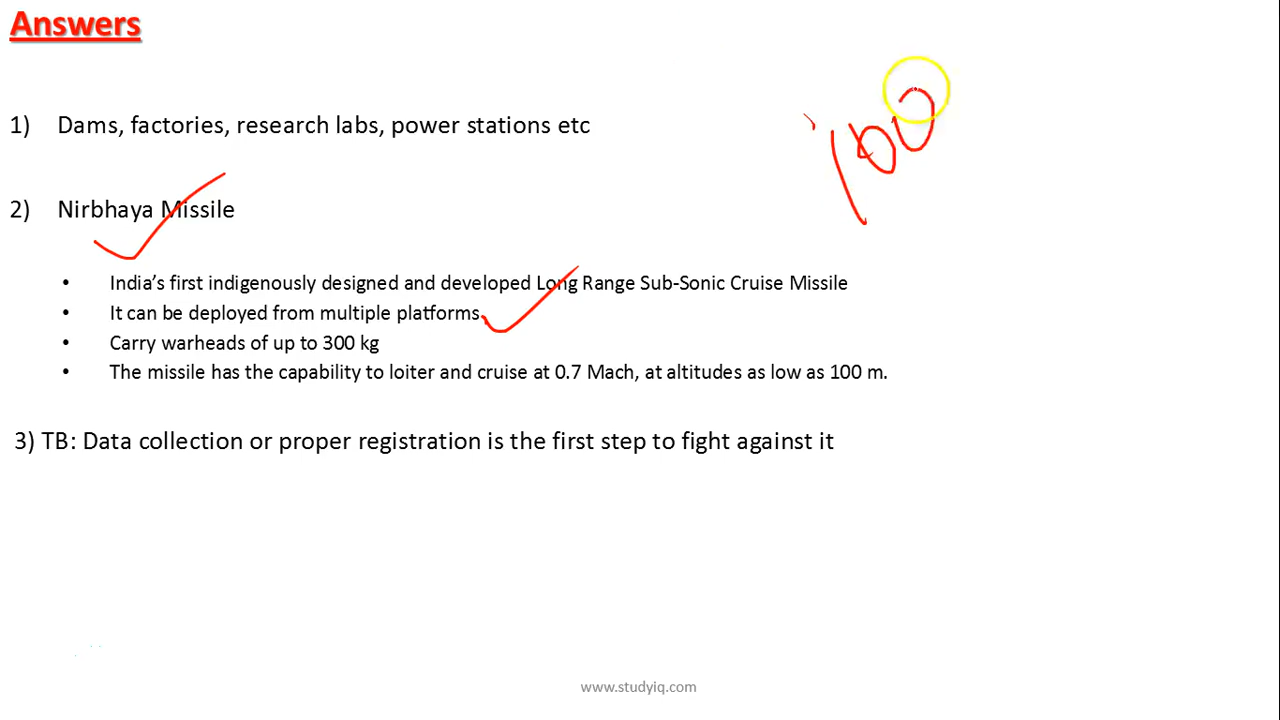 Answers
100
1) Dams, factories, research labs, power stations etc
2) Nirbhaya Missile
• India's first indigenously designed and developed Long Range Sub-Sonic Cruise Missile
• It can be deployed from multiple platforms
• Carry warheads of up to 300 kg
• The missile has the capability to loiter and cruise at 0.7 Mach, at altitudes as low as 100 m.
3) TB: Data collection or proper registration is the first step to fight against it
www.studyiq.com